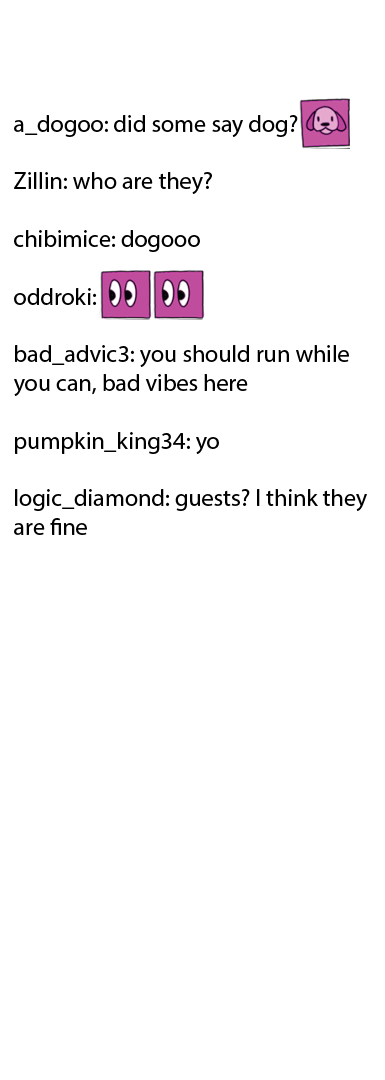 a_dogoo: did some say dog?
Zillin: who are they?
chibimice: dogooo
oddroki:
bad_advic3: you should run while
you can, bad vibes here
pumpkin_king34: yo
logic_diamond: guests? I think they
are fine